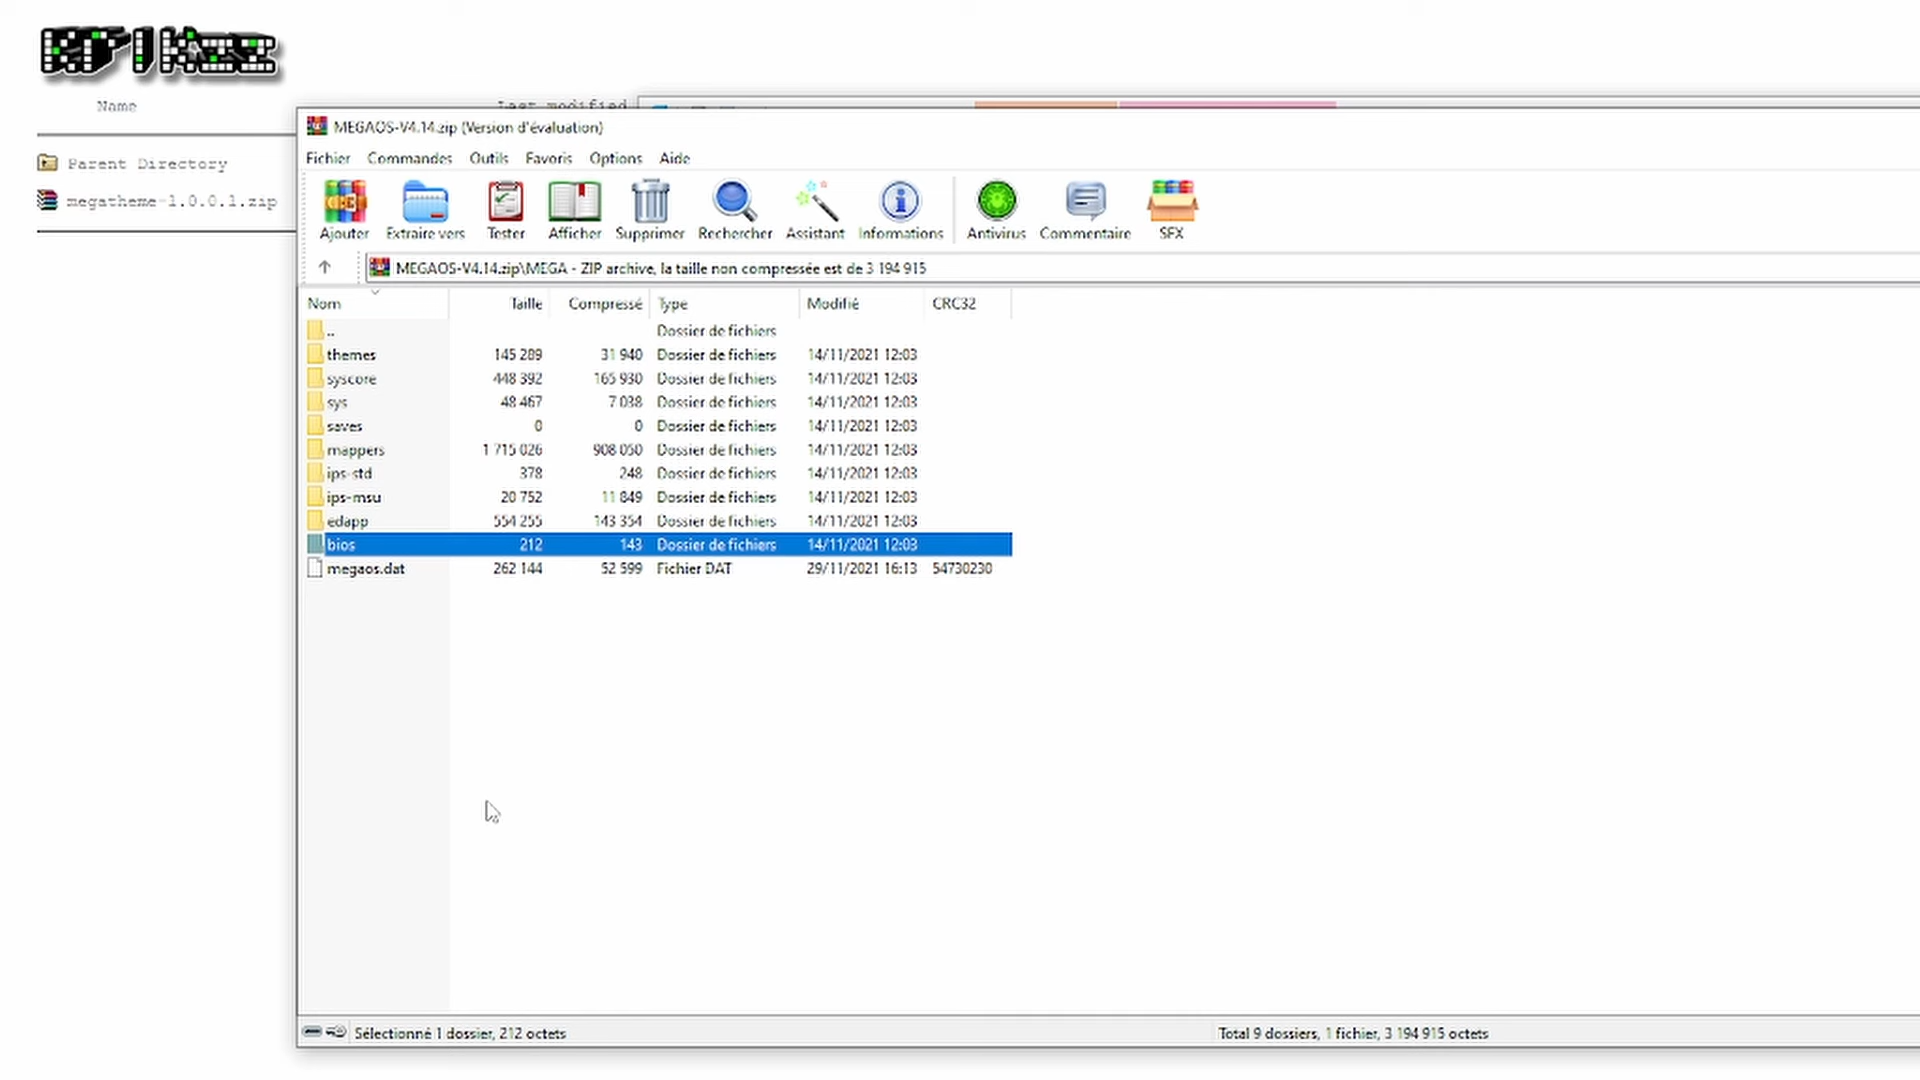 KRIKzz
Name
Last modified
Parent Directory
megatheme-1.0.0.1.zip
MEGAOS-V4.14.zip (Version d'évaluation)
Fichier Commandes Outils Favoris Options Aide
Ajouter Extraire vers Tester Afficher Supprimer Rechercher Assistant Informations Antivirus Commentaire SFX
MEGAOS-V4.14.zip\MEGA - ZIP archive, la taille non compressée est de 3 194 915
Nom Taille Compressé Type Modifié CRC32
.. Dossier de fichiers
themes 145 289 31 940 Dossier de fichiers 14/11/2021 12:03
syscore 448 392 165 930 Dossier de fichiers 14/11/2021 12:03
sys 48 467 7 038 Dossier de fichiers 14/11/2021 12:03
saves 0 0 Dossier de fichiers 14/11/2021 12:03
mappers 1 715 026 908 050 Dossier de fichiers 14/11/2021 12:03
ips-std 378 248 Dossier de fichiers 14/11/2021 12:03
ips-msu 20 752 11 849 Dossier de fichiers 14/11/2021 12:03
edapp 554 255 143 354 Dossier de fichiers 14/11/2021 12:03
bios 212 143 Dossier de fichiers 14/11/2021 12:03
megaos.dat 262 144 52 599 Fichier DAT 29/11/2021 16:13 54730230
Sélectionné 1 dossier, 212 octets
Total 9 dossiers, 1 fichier, 3 194 915 octets